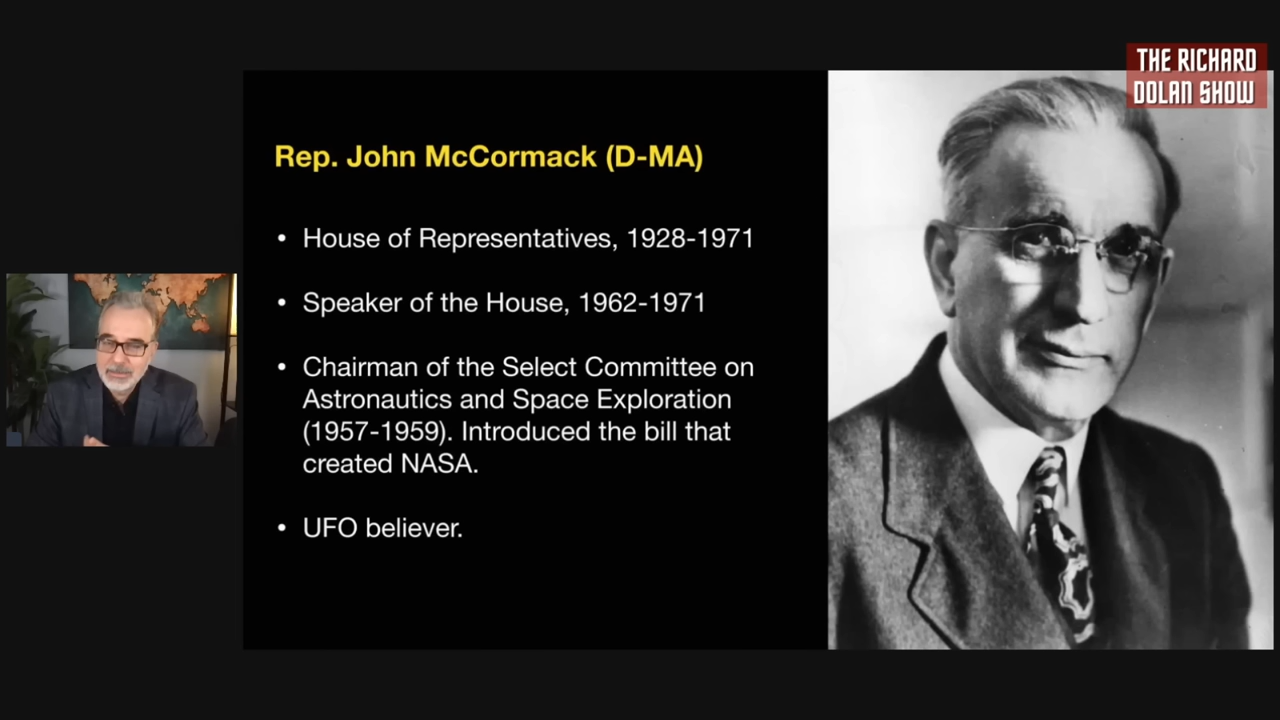 THE RICHARD
DOLAN SHOW
Rep. John McCormack (D-MA)
• House of Representatives, 1928-1971
• Speaker of the House, 1962-1971
• Chairman of the Select Committee on
Astronautics and Space Exploration
(1957-1959). Introduced the bill that
created NASA.
• UFO believer.